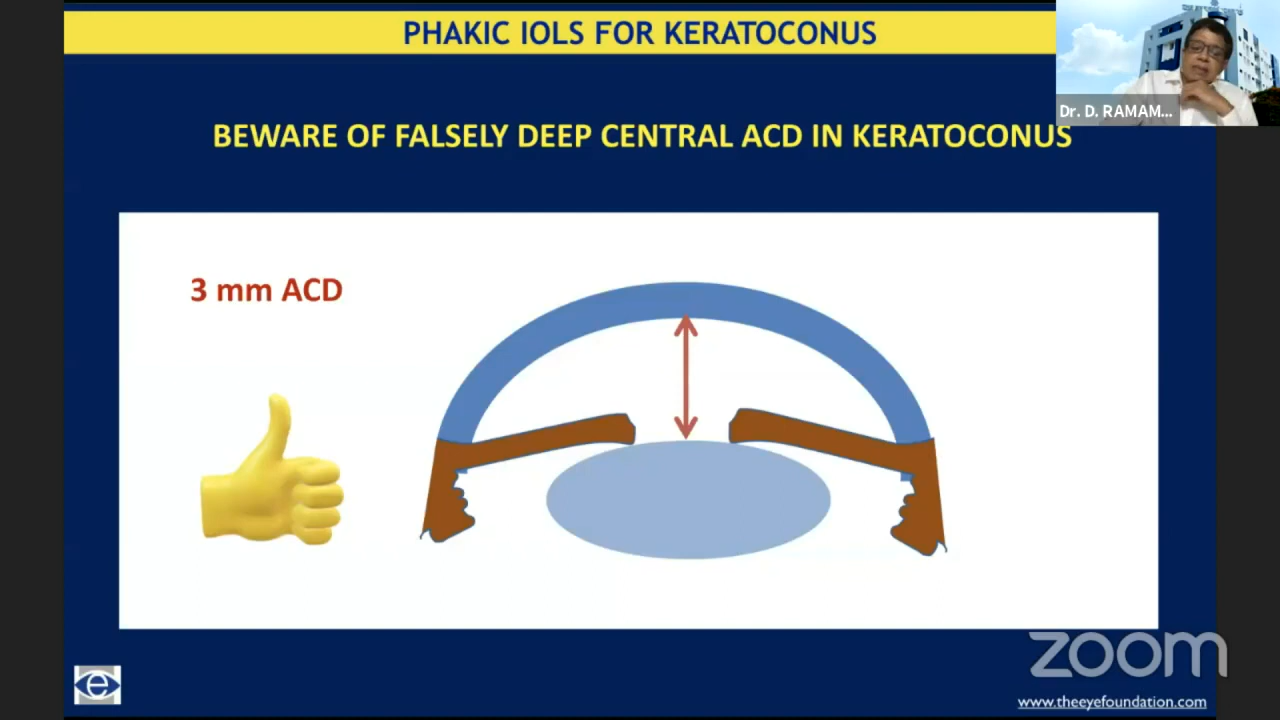 PHAKIC IOLS FOR KERATOCONUS
Dr. D. RAMAM...
BEWARE OF FALSELY DEEP CENTRAL ACD IN KERATOCONUS
3 mm ACD
zoom
e
www.theeyefoundation.com